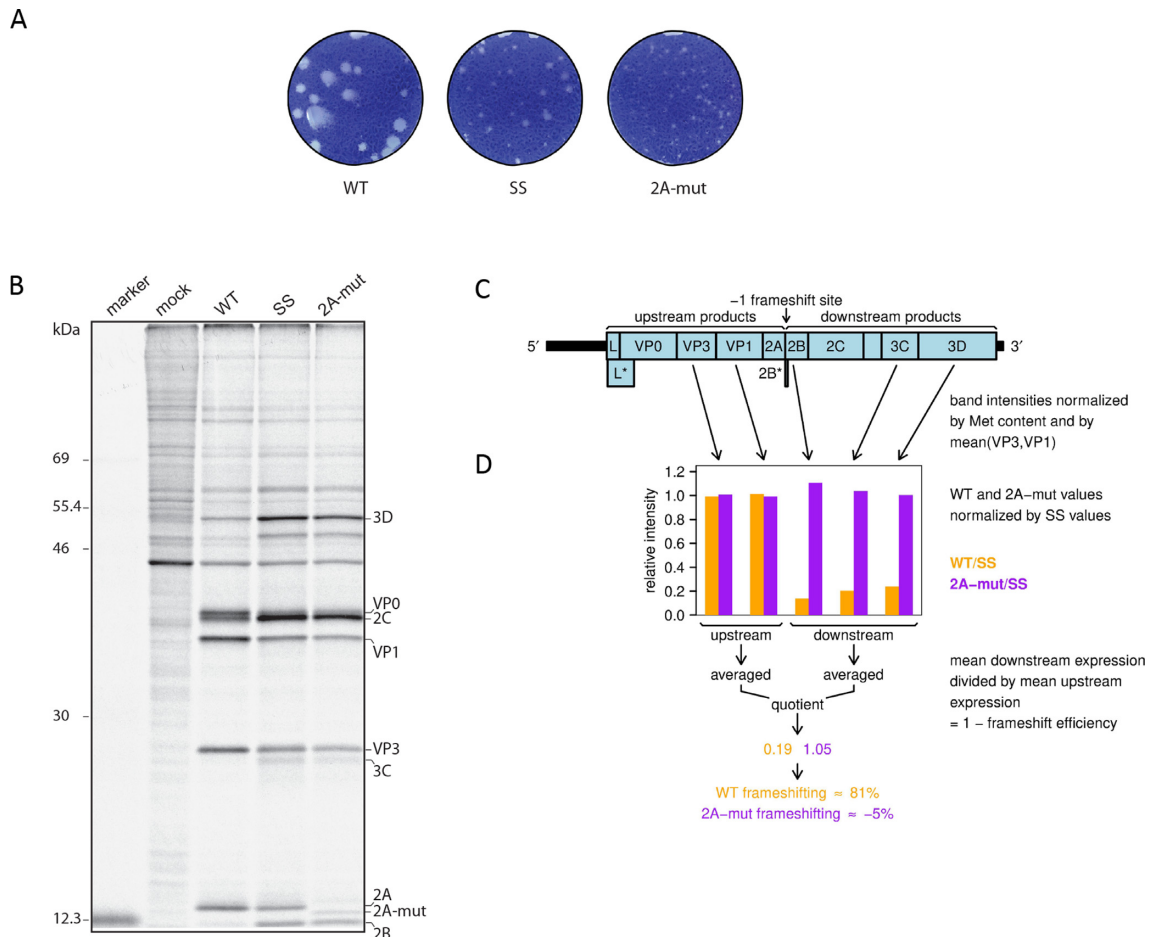 A
WT
SS
2A-mut
B
marker
mock
WT
SS
2A-mut
kDa
69
55.4
46
30
12.3
3D
VP0
2C
VP1
VP3
3C
2A
2A-mut
2B
C
−1 frameshift site
upstream products
downstream products
5′
L
VP0
VP3
VP1
2A
2B
2C
3C
3D
3′
L*
2B*
band intensities normalized
by Met content and by
mean(VP3,VP1)
D
relative intensity
1.2
1.0
0.8
0.6
0.4
0.2
0.0
WT and 2A−mut values
normalized by SS values
WT/SS
2A−mut/SS
upstream
downstream
averaged
averaged
quotient
mean downstream expression
divided by mean upstream
expression
= 1 − frameshift efficiency
0.19 1.05
WT frameshifting ≈ 81%
2A−mut frameshifting ≈ −5%